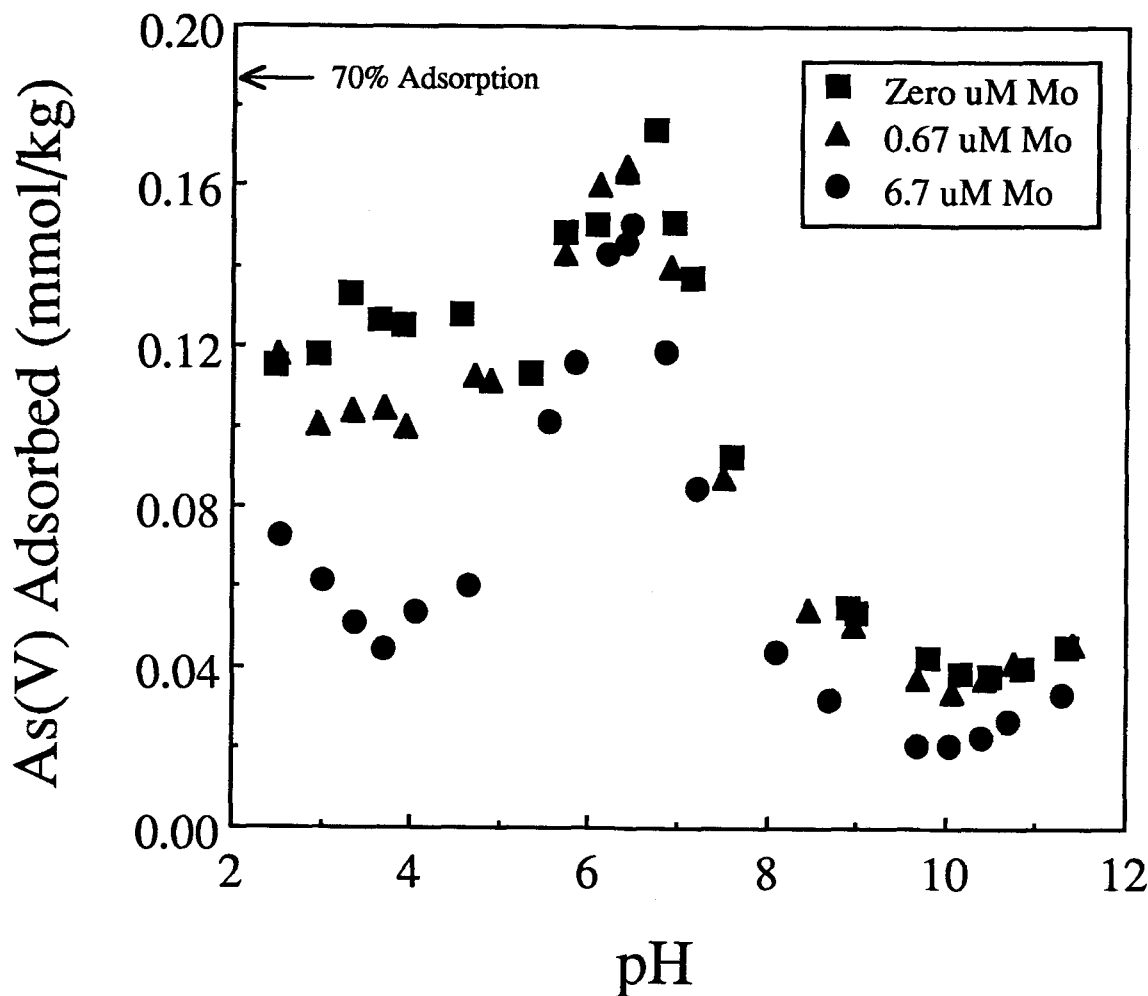 As(V) Adsorbed (mmol/kg)
0.20
0.16
0.12
0.08
0.04
0.00
70% Adsorption
Zero uM Mo
0.67 uM Mo
6.7 uM Mo
2 4 6 8 10 12
pH